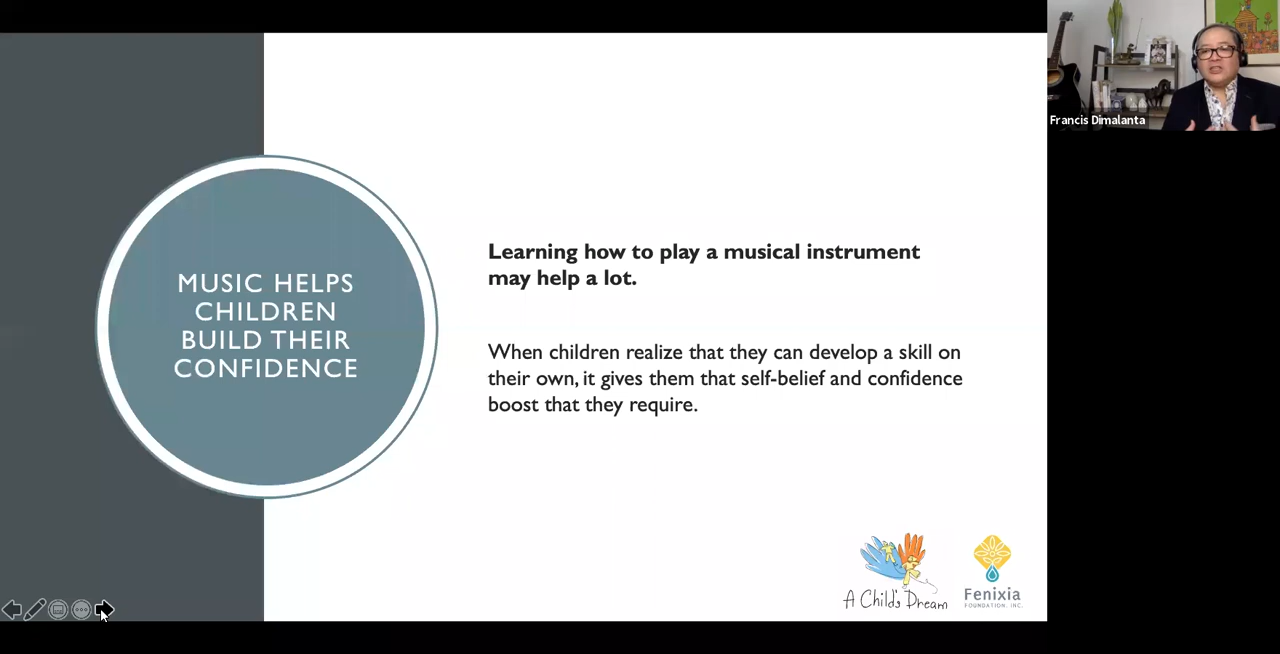 Francis Dimalanta
MUSIC HELPS
CHILDREN
BUILD THEIR
CONFIDENCE
Learning how to play a musical instrument
may help a lot.
When children realize that they can develop a skill on
their own, it gives them that self-belief and confidence
boost that they require.
A Child's Dream
Fenixia
FOUNDATION, INC.